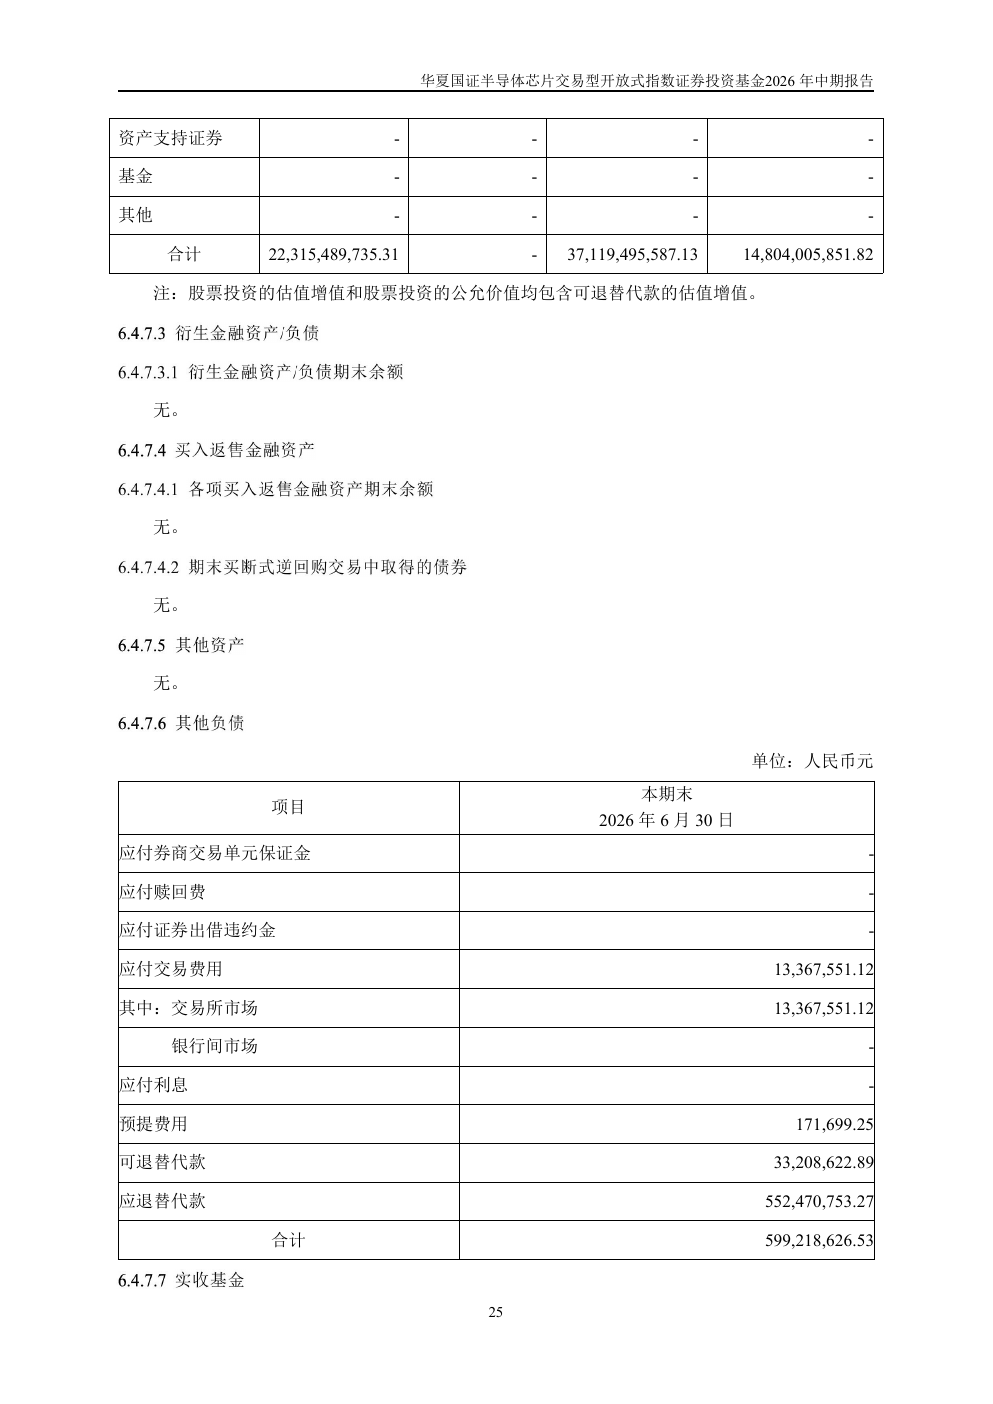 华夏国证半导体芯片交易型开放式指数证券投资基金2026 年中期报告
资产支持证券 - - - -
基金 - - - -
其他 - - - -
合计 22,315,489,735.31 - 37,119,495,587.13 14,804,005,851.82
注：股票投资的估值增值和股票投资的公允价值均包含可退替代款的估值增值。
6.4.7.3 衍生金融资产/负债
6.4.7.3.1 衍生金融资产/负债期末余额
无。
6.4.7.4 买入返售金融资产
6.4.7.4.1 各项买入返售金融资产期末余额
无。
6.4.7.4.2 期末买断式逆回购交易中取得的债券
无。
6.4.7.5 其他资产
无。
6.4.7.6 其他负债
单位：人民币元
项目 本期末
2026 年 6 月 30 日
应付券商交易单元保证金 -
应付赎回费 -
应付证券出借违约金 -
应付交易费用 13,367,551.12
其中：交易所市场 13,367,551.12
银行间市场 -
应付利息 -
预提费用 171,699.25
可退替代款 33,208,622.89
应退替代款 552,470,753.27
合计 599,218,626.53
6.4.7.7 实收基金
25